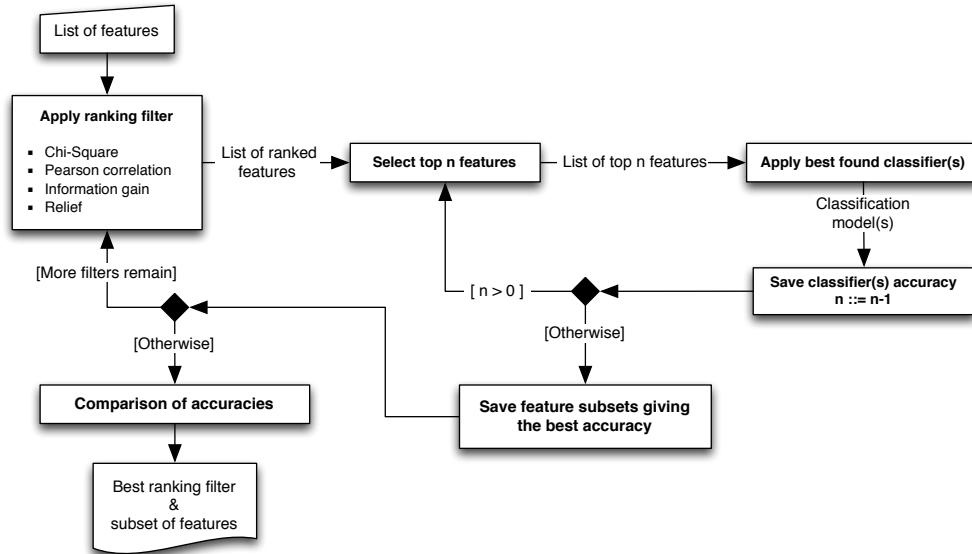 List of features
Apply ranking filter
▪ Chi-Square
▪ Pearson correlation
▪ Information gain
▪ Relief
List of ranked
features
Select top n features
List of top n features
Apply best found classifier(s)
Classification
model(s)
Save classifier(s) accuracy
n ::= n-1
[ n > 0 ]
[Otherwise]
Save feature subsets giving
the best accuracy
[More filters remain]
[Otherwise]
Comparison of accuracies
Best ranking filter
&
subset of features